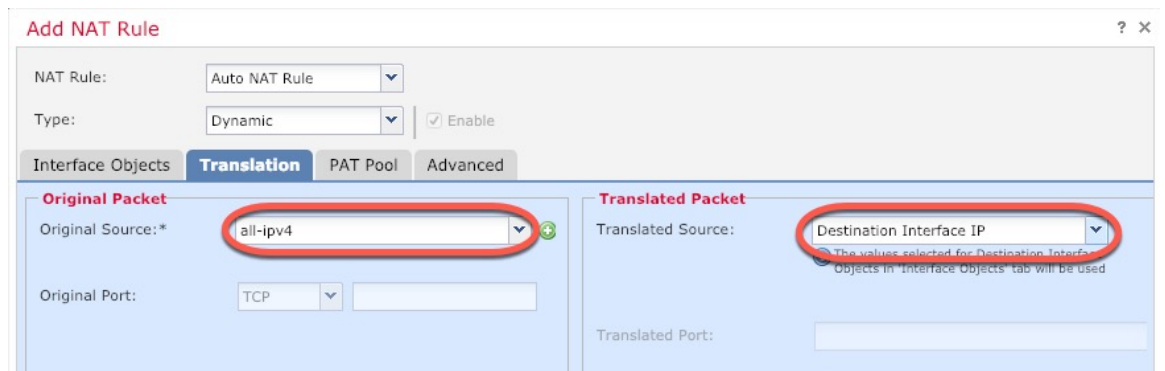 Add NAT Rule ? ×
NAT Rule: Auto NAT Rule
Type: Dynamic Enable
Interface Objects Translation PAT Pool Advanced
Original Packet
Original Source:* all-ipv4
Original Port: TCP
Translated Packet
Translated Source: Destination Interface IP
The values selected for Destination Interface
Objects in 'Interface Objects' tab will be used
Translated Port: